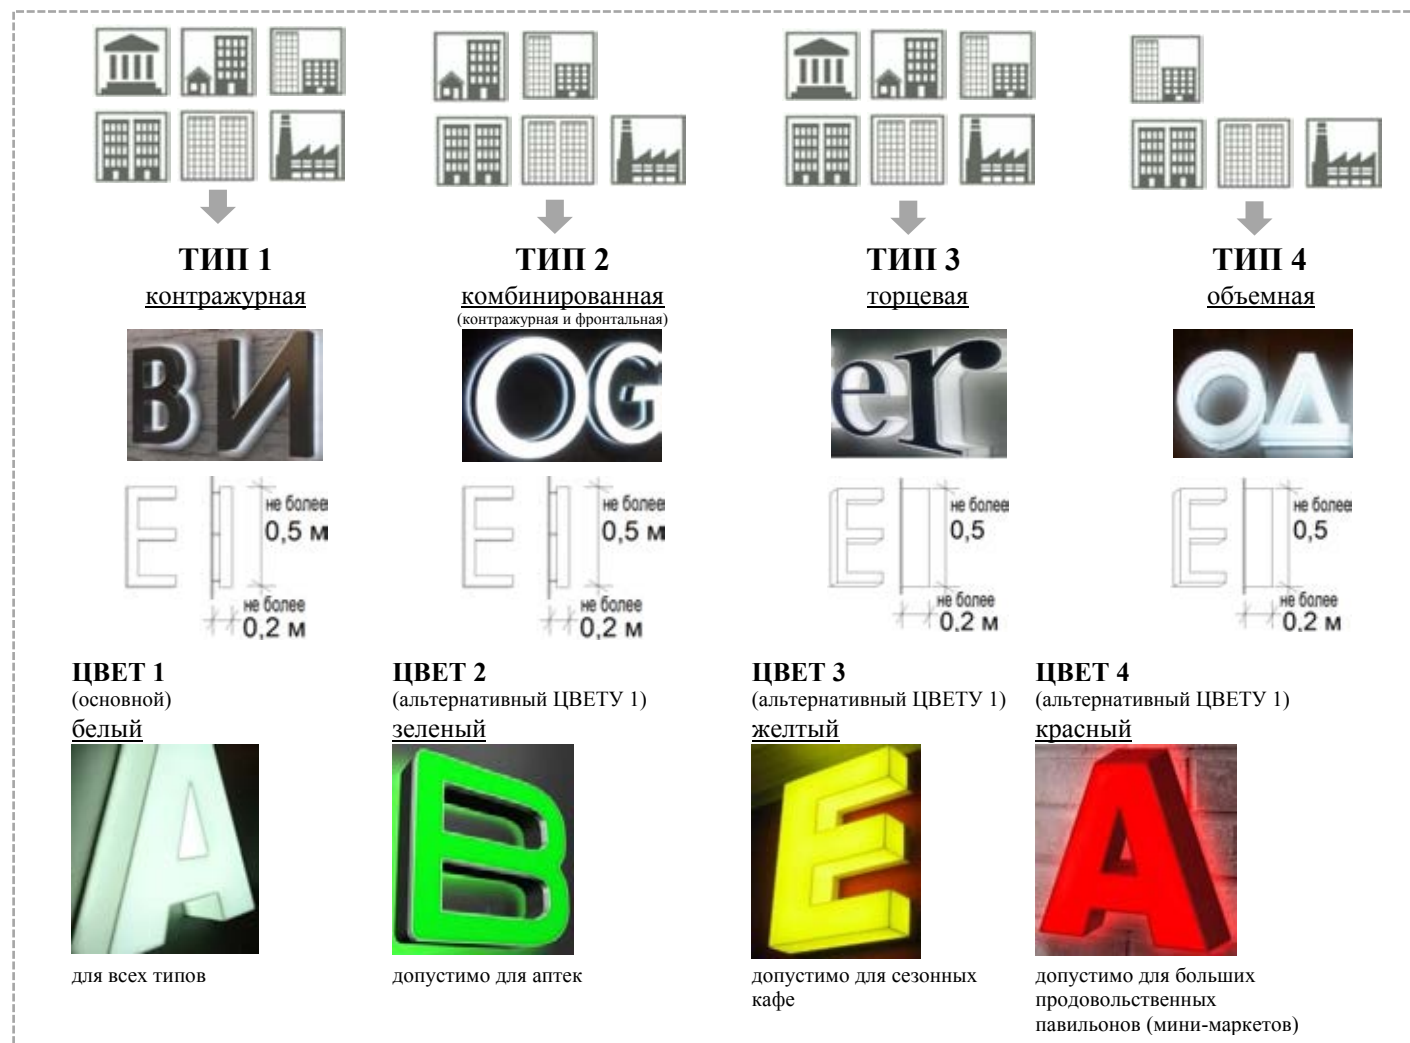 ТИП 1
контражурная
ТИП 2
комбинированная
(контражурная и фронтальная)
ТИП 3
торцевая
ТИП 4
объемная
ВИ
OG
er
ОД
Е
не более
0,5 м
не более
0,2 м
Е
не более
0,5 м
не более
0,2 м
Е
не более
0,5
не более
0,2 м
Е
не более
0,5
не более
0,2 м
ЦВЕТ 1
(основной)
белый
ЦВЕТ 2
(альтернативный ЦВЕТУ 1)
зеленый
ЦВЕТ 3
(альтернативный ЦВЕТУ 1)
желтый
ЦВЕТ 4
(альтернативный ЦВЕТУ 1)
красный
А
В
Е
А
для всех типов
допустимо для аптек
допустимо для сезонных
кафе
допустимо для больших
продовольственных
павильонов (мини-маркетов)